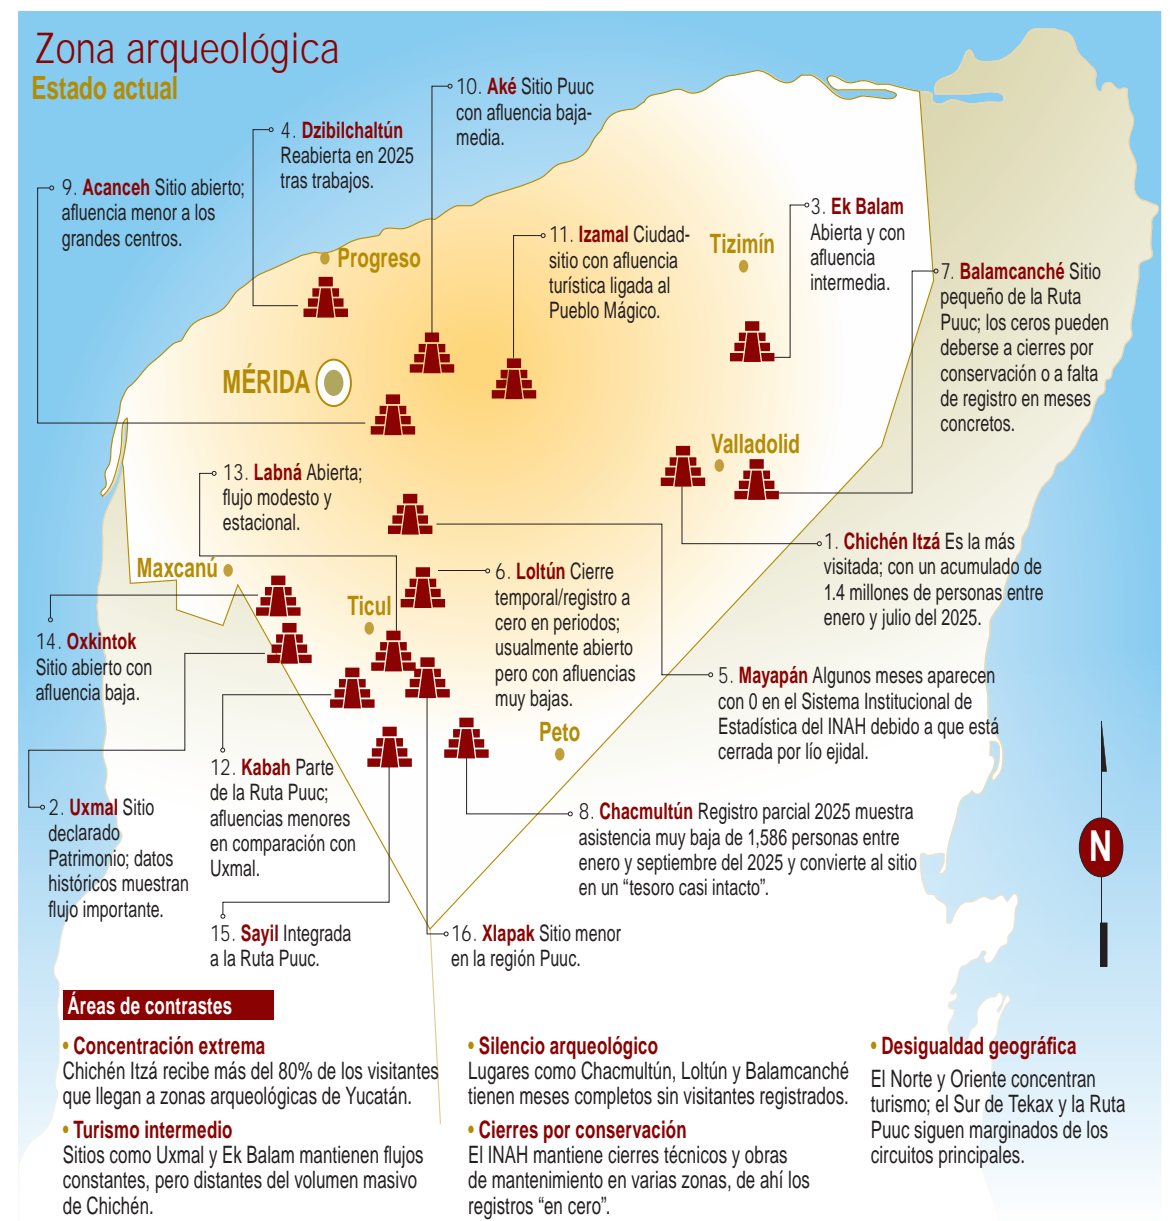 Zona arqueológica
Estado actual
10. Aké Sitio Puuc
con afluencia baja-
media.
4. Dzibilchaltún
Reabierta en 2025
tras trabajos.
9. Acanceh Sitio abierto;
afluencia menor a los
grandes centros.
3. Ek Balam
Abierta y con
afluencia
intermedia.
11. Izamal Ciudad-
sitio con afluencia
turística ligada al
Pueblo Mágico.
Tizimín
Progreso
7. Balamcanché Sitio
pequeño de la Ruta
Puuc; los ceros pueden
deberse a cierres por
conservación o a falta
de registro en meses
concretos.
MÉRIDA
Valladolid
13. Labná Abierta;
flujo modesto y
estacional.
1. Chichén Itzá Es la más
visitada; con un acumulado de
1.4 millones de personas entre
enero y julio del 2025.
Maxcanú
6. Loltún Cierre
temporal/registro a
cero en periodos;
usualmente abierto
pero con afluencias
muy bajas.
Ticul
14. Oxkintok
Sitio abierto con
afluencia baja.
5. Mayapán Algunos meses aparecen
con 0 en el Sistema Institucional de
Estadística del INAH debido a que está
cerrada por lío ejidal.
Peto
12. Kabah Parte
de la Ruta Puuc;
afluencias menores
en comparación con
Uxmal.
2. Uxmal Sitio
declarado
Patrimonio; datos
históricos muestran
flujo importante.
8. Chacmultún Registro parcial 2025 muestra
asistencia muy baja de 1,586 personas entre
enero y septiembre del 2025 y convierte al sitio
en un “tesoro casi intacto”.
N
15. Sayil Integrada
a la Ruta Puuc.
16. Xlapak Sitio menor
en la región Puuc.
Áreas de contrastes
• Concentración extrema
Chichén Itzá recibe más del 80% de los visitantes
que llegan a zonas arqueológicas de Yucatán.
• Turismo intermedio
Sitios como Uxmal y Ek Balam mantienen flujos
constantes, pero distantes del volumen masivo
de Chichén.
• Silencio arqueológico
Lugares como Chacmultún, Loltún y Balamcanché
tienen meses completos sin visitantes registrados.
• Cierres por conservación
El INAH mantiene cierres técnicos y obras
de mantenimiento en varias zonas, de ahí los
registros “en cero”.
• Desigualdad geográfica
El Norte y Oriente concentran
turismo; el Sur de Tekax y la Ruta
Puuc siguen marginados de los
circuitos principales.